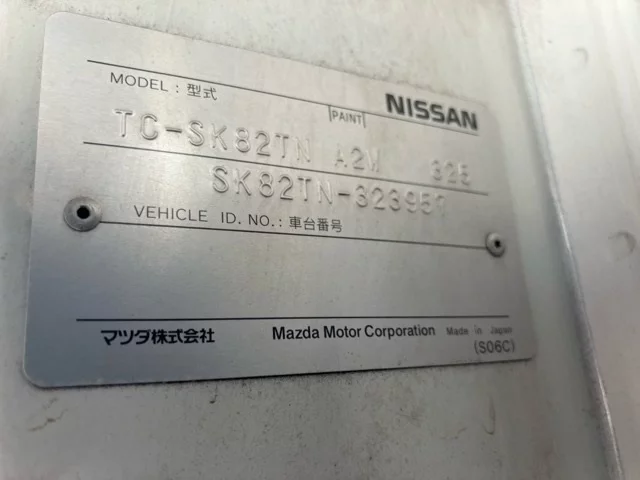 NISSAN
MODEL : 型式
PAINT
TC-SK82TN A2W
SK82TN-323951
VEHICLE ID. NO. : 車台番号
マツダ株式会社 Mazda Motor Corporation Made in Japan
(S06C)